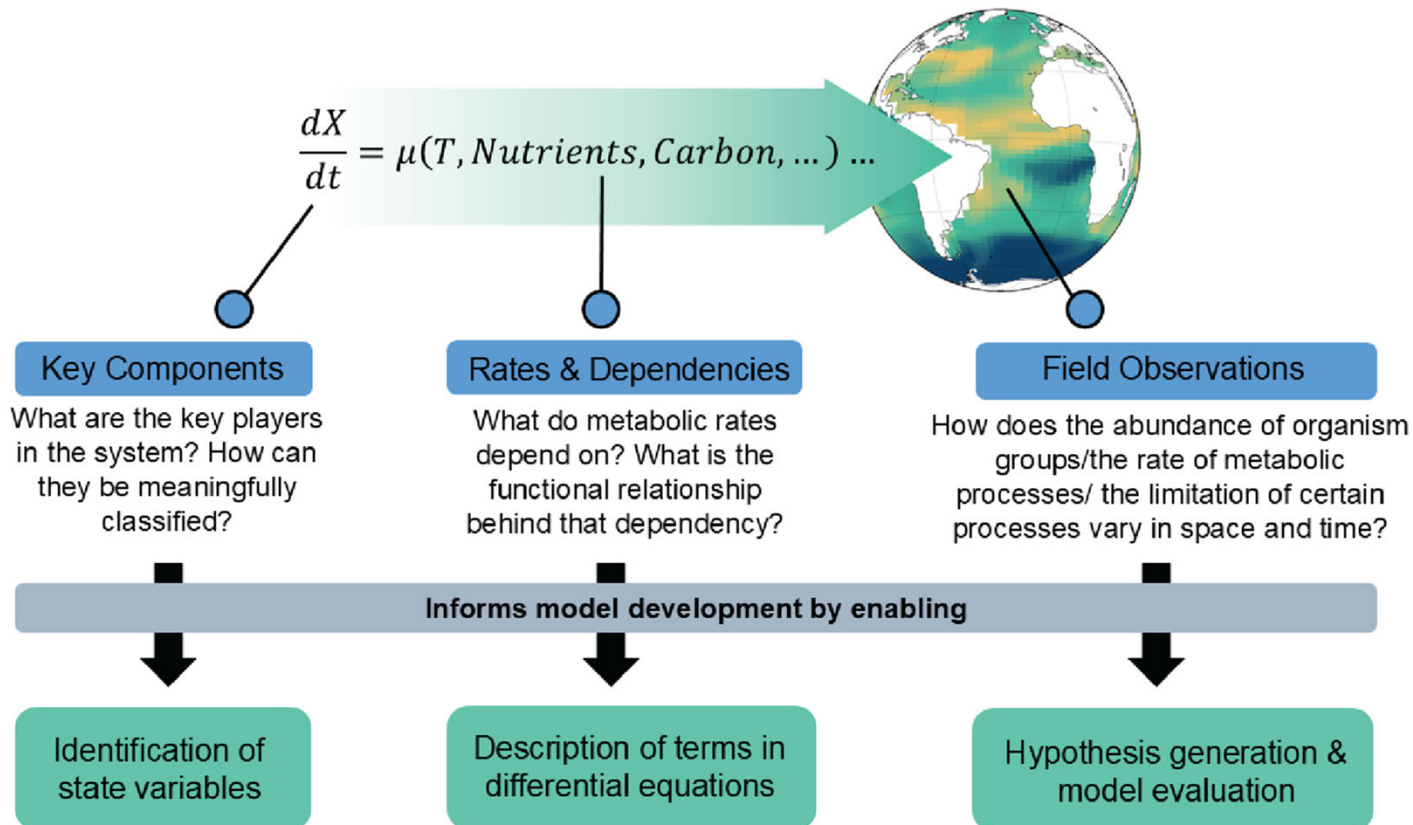 dX
dt
= μ(T, Nutrients, Carbon, ...) ...
Key Components
What are the key players
in the system? How can
they be meaningfully
classified?
Rates & Dependencies
What do metabolic rates
depend on? What is the
functional relationship
behind that dependency?
Field Observations
How does the abundance of organism
groups/the rate of metabolic
processes/ the limitation of certain
processes vary in space and time?
Informs model development by enabling
Identification of
state variables
Description of terms in
differential equations
Hypothesis generation &
model evaluation